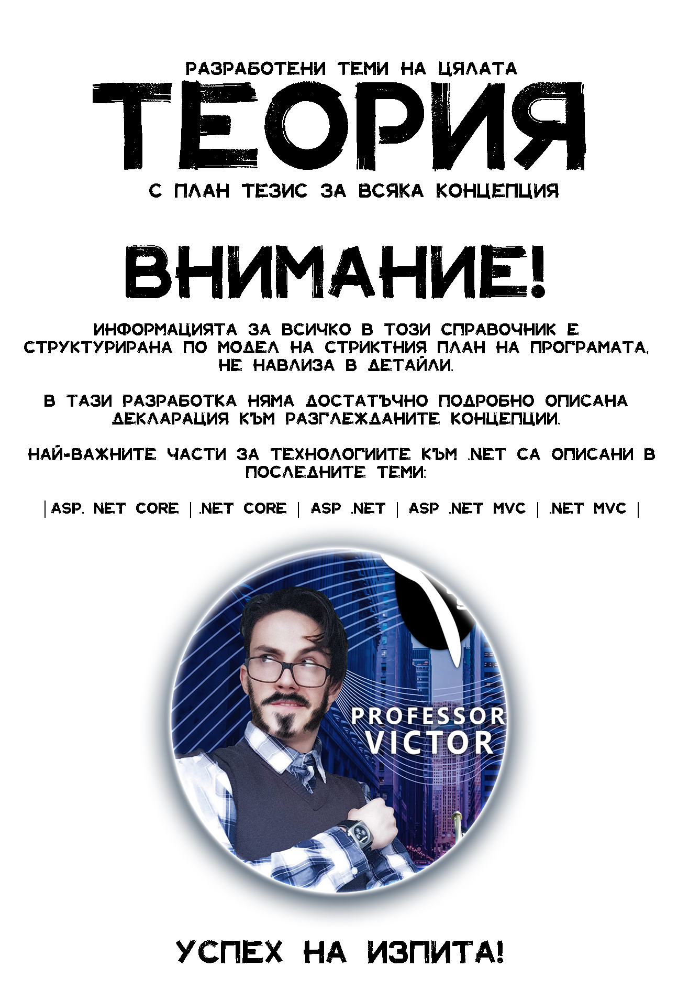 РАЗРАБОТЕНИ ТЕМИ НА ЦЯЛАТА
ТЕОРИЯ
С ПЛАН ТЕЗИС ЗА ВСЯКА КОНЦЕПЦИЯ
ВНИМАНИЕ!
ИНФОРМАЦИЯТА ЗА ВСИЧКО В ТОЗИ СПРАВОЧНИК Е
СТРУКТУРИРАНА ПО МОДЕЛ НА СТРИКТНИЯ ПЛАН НА ПРОГРАМАТА,
НЕ НАВЛИЗА В ДЕТАЙЛИ.
В ТАЗИ РАЗРАБОТКА НЯМА ДОСТАТЪЧНО ПОДРОБНО ОПИСАНА
ДЕКЛАРАЦИЯ КЪМ РАЗГЛЕЖДАНИТЕ КОНЦЕПЦИИ.
НАЙ-ВАЖНИТЕ ЧАСТИ ЗА ТЕХНОЛОГИИТЕ КЪМ .NET СА ОПИСАНИ В
ПОСЛЕДНИТЕ ТЕМИ:
| ASP. NET CORE | .NET CORE | ASP .NET | ASP .NET MVC | .NET MVC |
PROFESSOR
VICTOR
УСПЕХ НА ИЗПИТА!